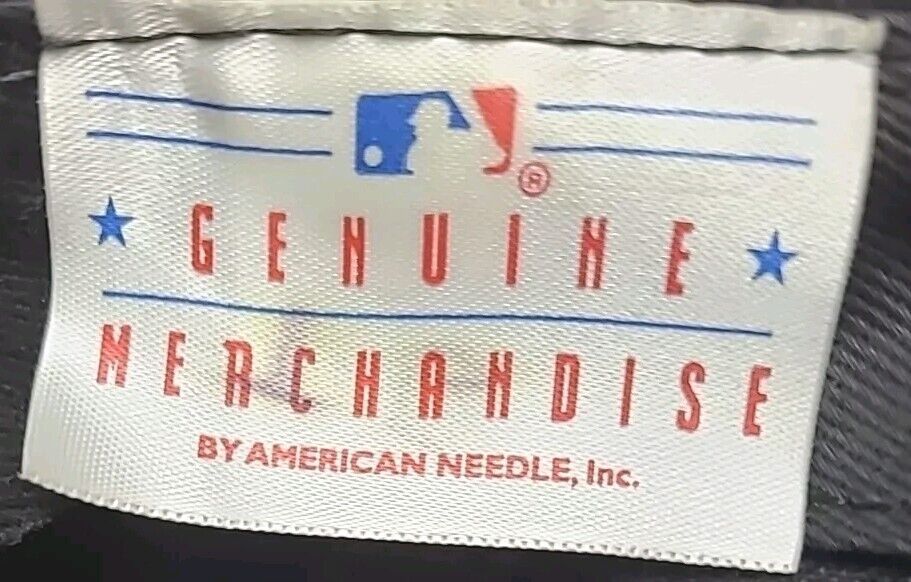 ®
GENUINE
MERCHANDISE
BY AMERICAN NEEDLE, Inc.